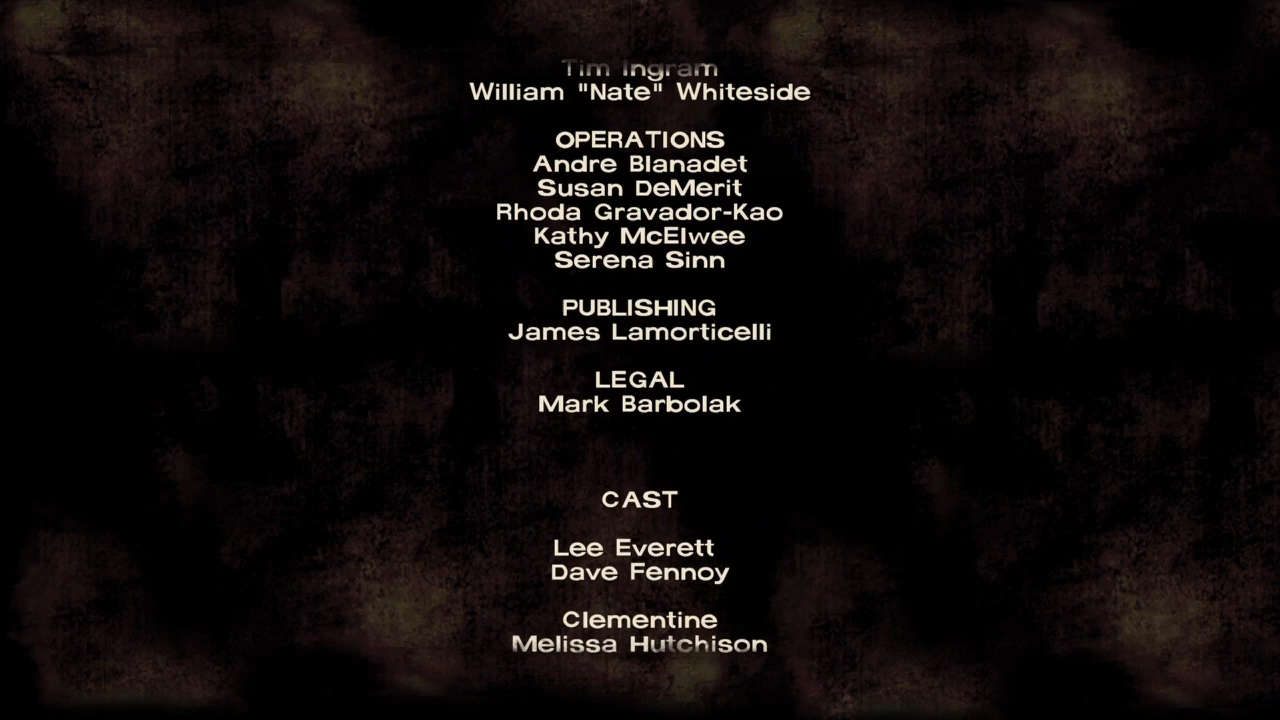 Tim Ingram
William "Nate" Whiteside
OPERATIONS
Andre Blanadet
Susan DeMerit
Rhoda Gravador-Kao
Kathy McElwee
Serena Sinn
PUBLISHING
James Lamorticelli
LEGAL
Mark Barbolak
CAST
Lee Everett
Dave Fennoy
Clementine
Melissa Hutchison